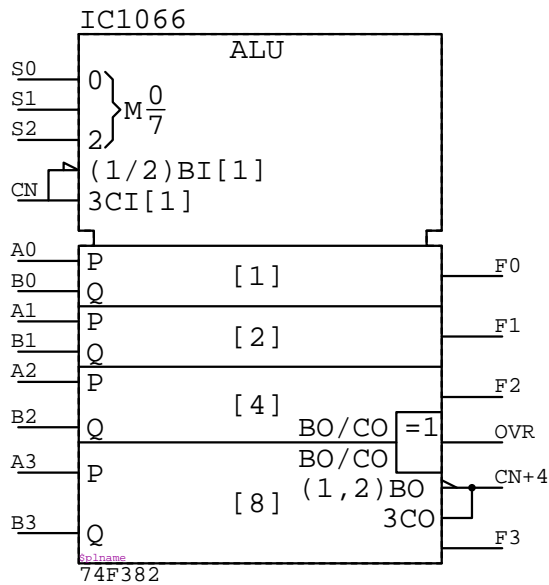 IC1066
ALU
S0
0
S1
M 0/7
S2
2
(1/2)BI[1]
CN
3CI[1]
A0
P
[1]
F0
B0
Q
A1
P
[2]
F1
B1
Q
A2
P
[4]
F2
B2
Q
BO/CO
=1
OVR
BO/CO
A3
P
(1,2)BO
CN+4
[8]
3CO
B3
Q
F3
$plname
74F382